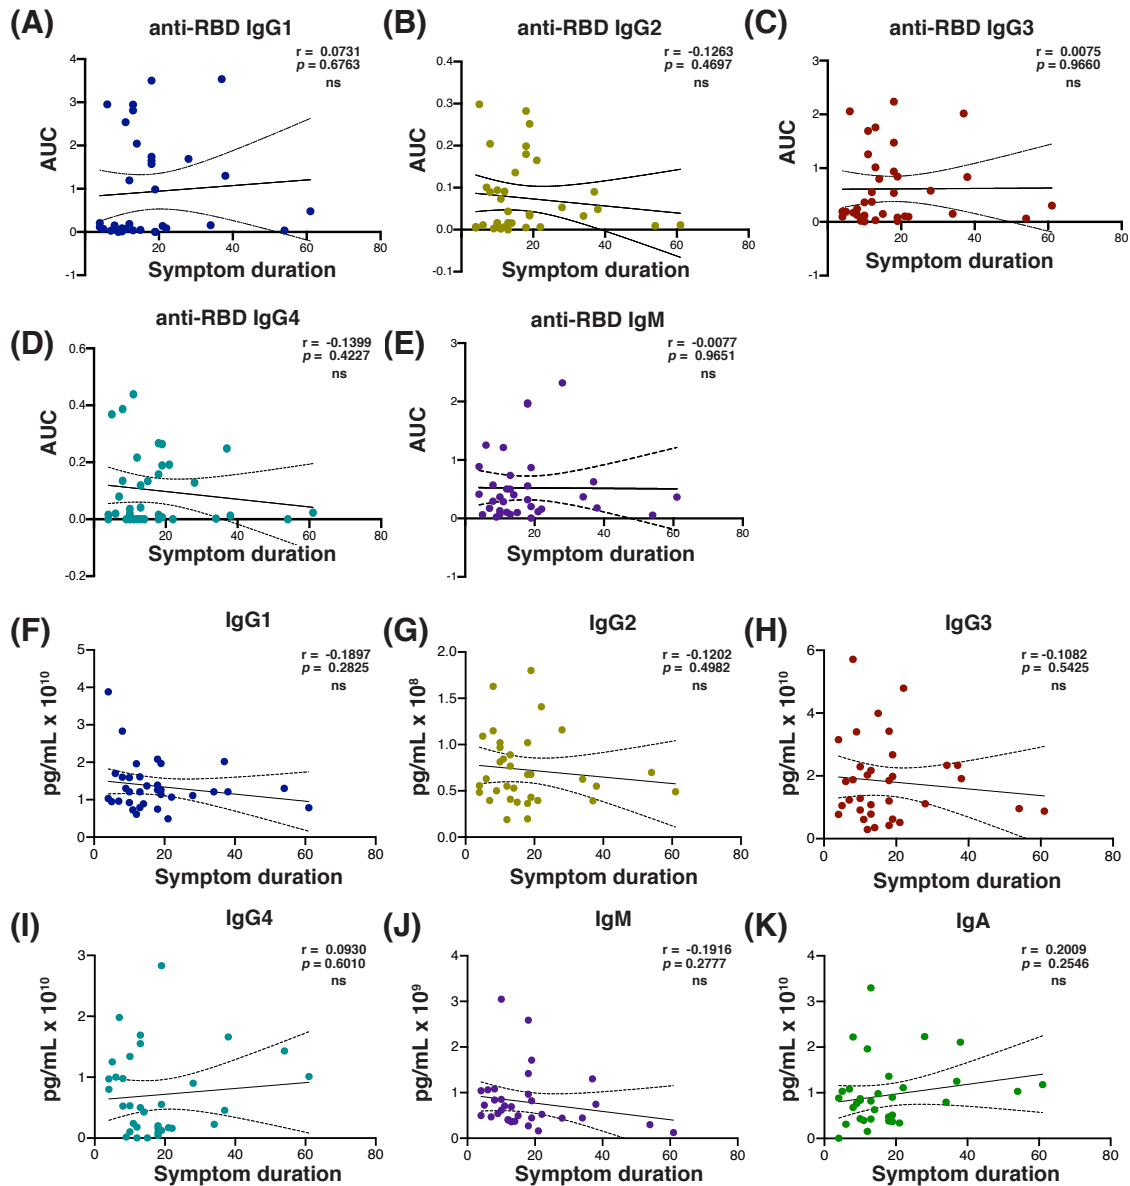 (A)
anti-RBD IgG1
r = 0.0731
p = 0.6763
ns
AUC
4
3
2
1
0
-1
20
40
60
80
Symptom duration
(B)
anti-RBD IgG2
r = -0.1263
p = 0.4697
ns
AUC
0.4
0.3
0.2
0.1
0.0
-0.1
20
40
60
80
Symptom duration
(C)
anti-RBD IgG3
r = 0.0075
p = 0.9660
ns
AUC
3
2
1
0
-1
20
40
60
80
Symptom duration
(D)
anti-RBD IgG4
r = -0.1399
p = 0.4227
ns
AUC
0.6
0.4
0.2
0.0
-0.2
20
40
60
80
Symptom duration
(E)
anti-RBD IgM
r = -0.0077
p = 0.9651
ns
AUC
3
2
1
0
-1
20
40
60
80
Symptom duration
(F)
IgG1
r = -0.1897
p = 0.2825
ns
pg/mL x 10¹⁰
5
4
3
2
1
0
0
20
40
60
80
Symptom duration
(G)
IgG2
r = -0.1202
p = 0.4982
ns
pg/mL x 10⁸
2.0
1.5
1.0
0.5
0.0
0
20
40
60
80
Symptom duration
(H)
IgG3
r = -0.1082
p = 0.5425
ns
pg/mL x 10¹⁰
6
4
2
0
0
20
40
60
80
Symptom duration
(I)
IgG4
r = 0.0930
p = 0.6010
ns
pg/mL x 10¹⁰
3
2
1
0
0
20
40
60
80
Symptom duration
(J)
IgM
r = -0.1916
p = 0.2777
ns
pg/mL x 10⁹
4
3
2
1
0
0
20
40
60
80
Symptom duration
(K)
IgA
r = 0.2009
p = 0.2546
ns
pg/mL x 10¹⁰
4
3
2
1
0
0
20
40
60
80
Symptom duration